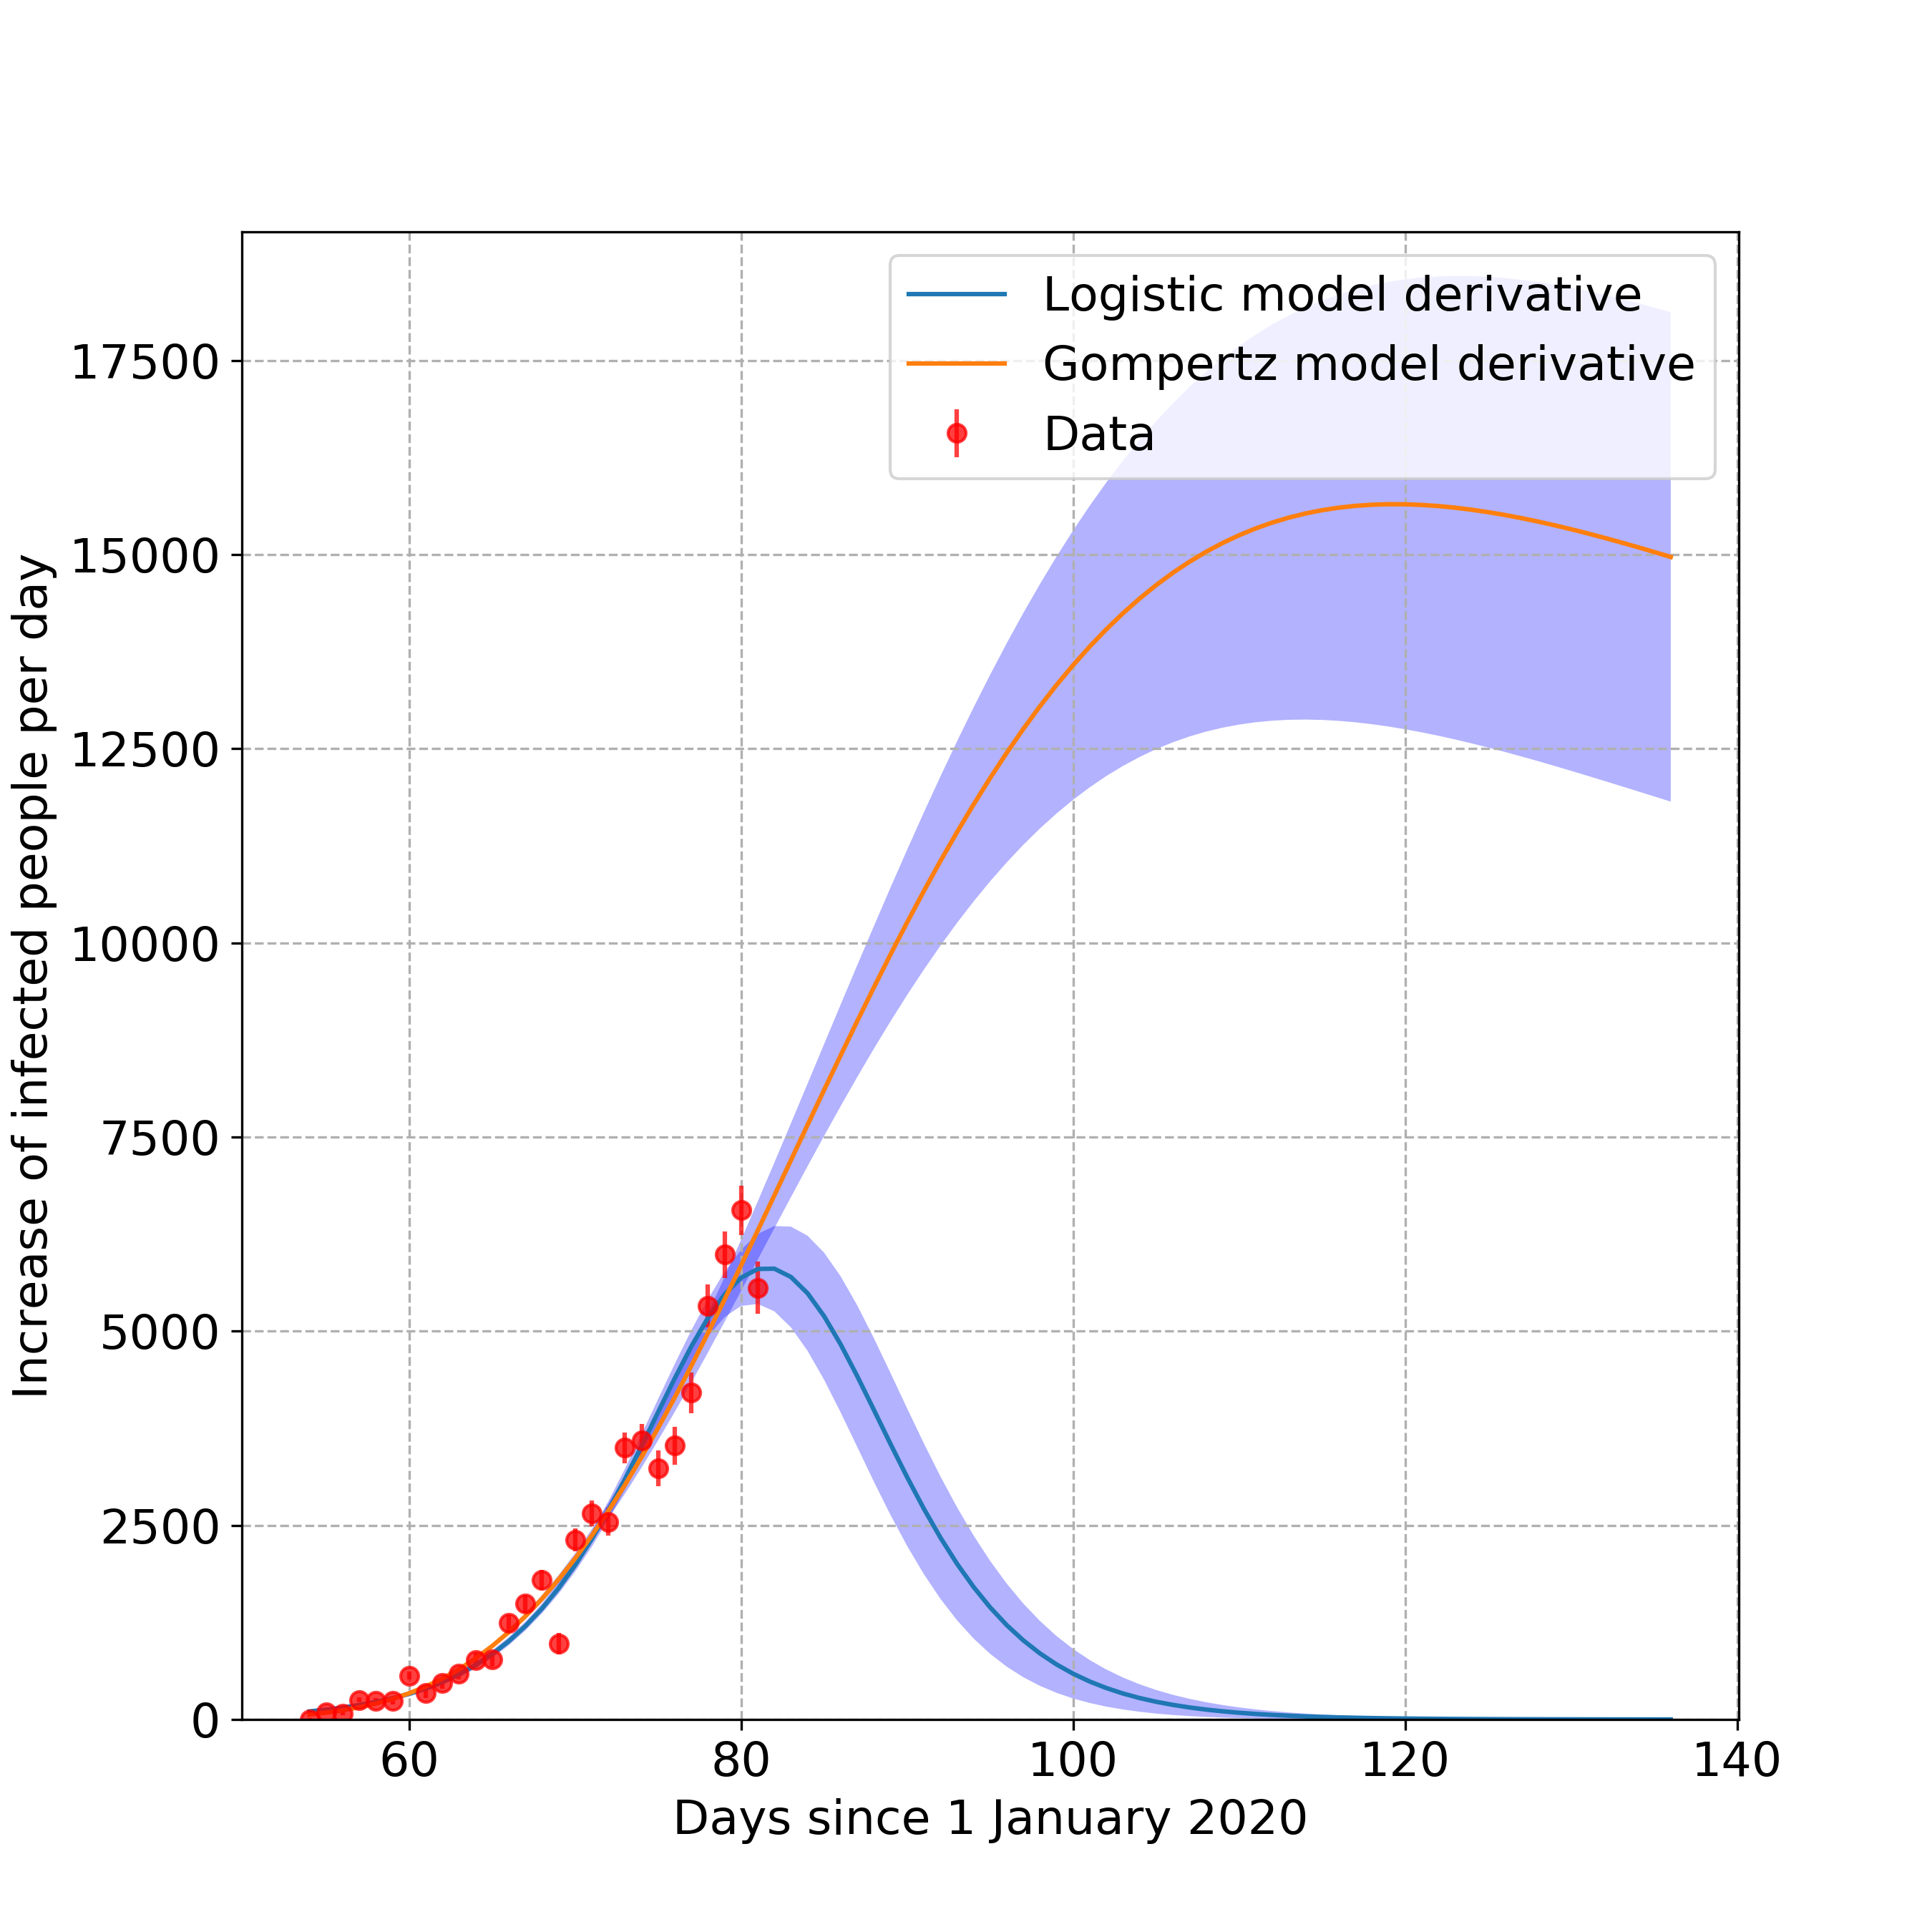 Logistic model derivative
Gompertz model derivative
Data
17500
15000
12500
10000
7500
5000
2500
0
Increase of infected people per day
60 80 100 120 140
Days since 1 January 2020